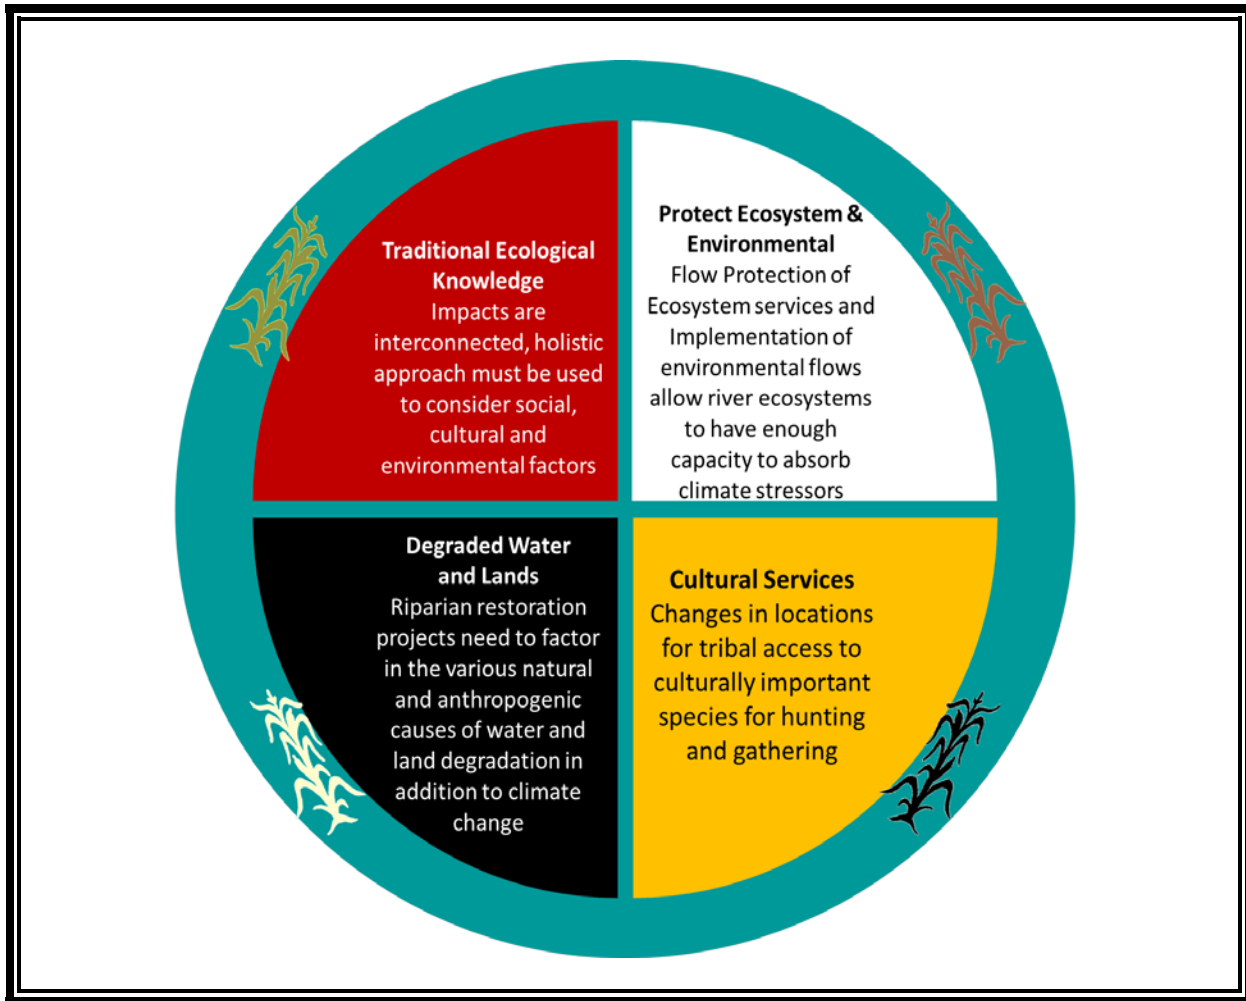 Traditional Ecological
Knowledge
Impacts are
interconnected, holistic
approach must be used
to consider social,
cultural and
environmental factors
Protect Ecosystem &
Environmental
Flow Protection of
Ecosystem services and
Implementation of
environmental flows
allow river ecosystems
to have enough
capacity to absorb
climate stressors
Degraded Water
and Lands
Riparian restoration
projects need to factor
in the various natural
and anthropogenic
causes of water and
land degradation in
addition to climate
change
Cultural Services
Changes in locations
for tribal access to
culturally important
species for hunting
and gathering